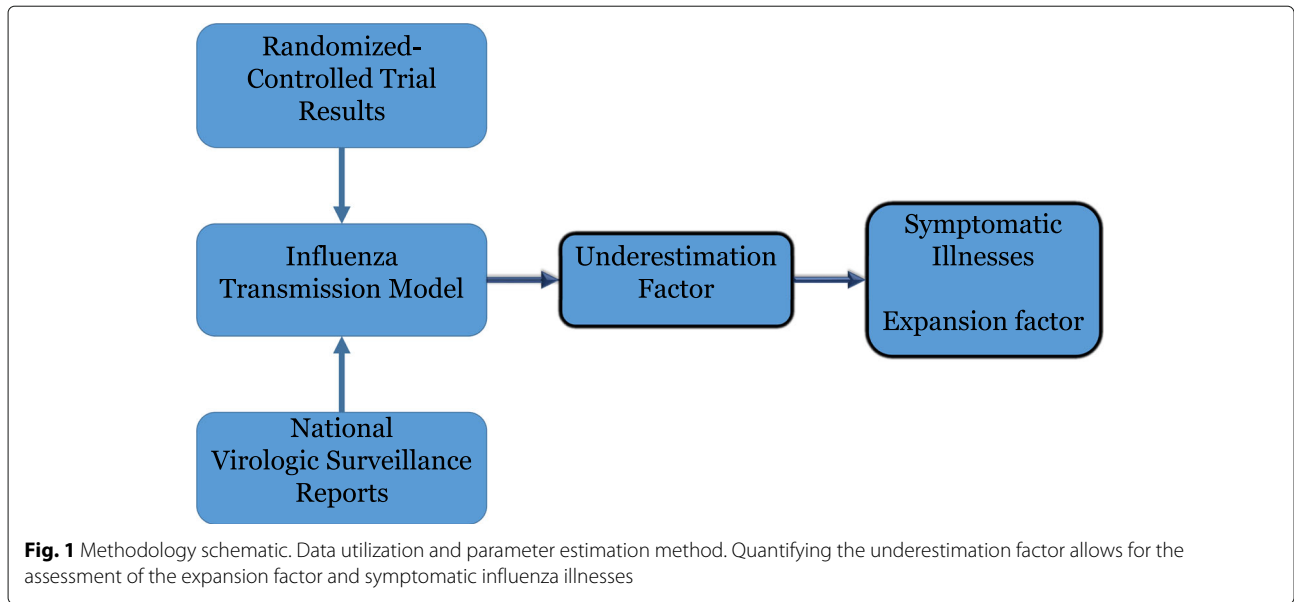 Randomized-
Controlled Trial
Results
Influenza
Transmission Model
Underestimation
Factor
Symptomatic
Illnesses
Expansion factor
National
Virologic Surveillance
Reports
Fig. 1 Methodology schematic. Data utilization and parameter estimation method. Quantifying the underestimation factor allows for the
assessment of the expansion factor and symptomatic influenza illnesses